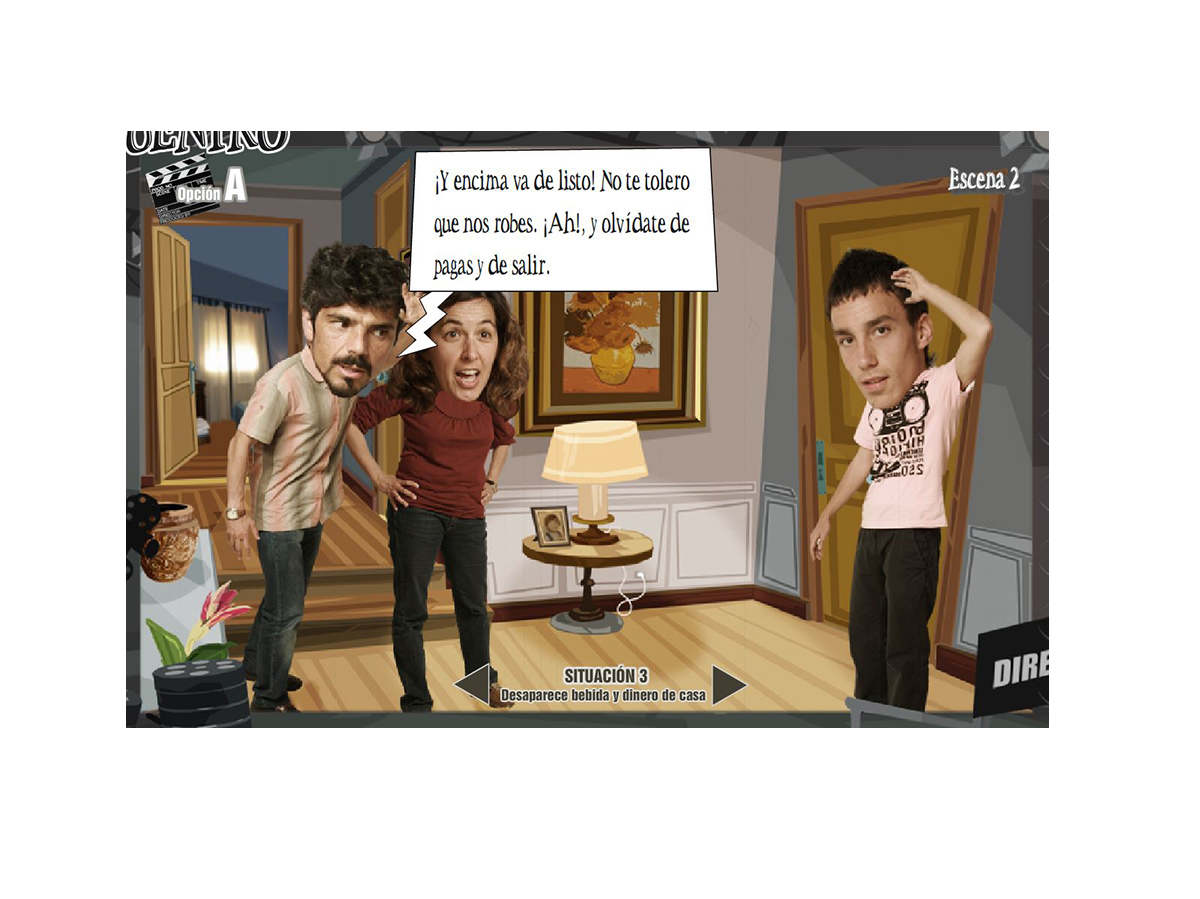 Opción A
¡Y encima va de listo! No te tolero
que nos robes. ¡Ah!, y olvídate de
pagas y de salir.
Escena 2
SITUACIÓN 3
Desaparece bebida y dinero de casa
DIRE